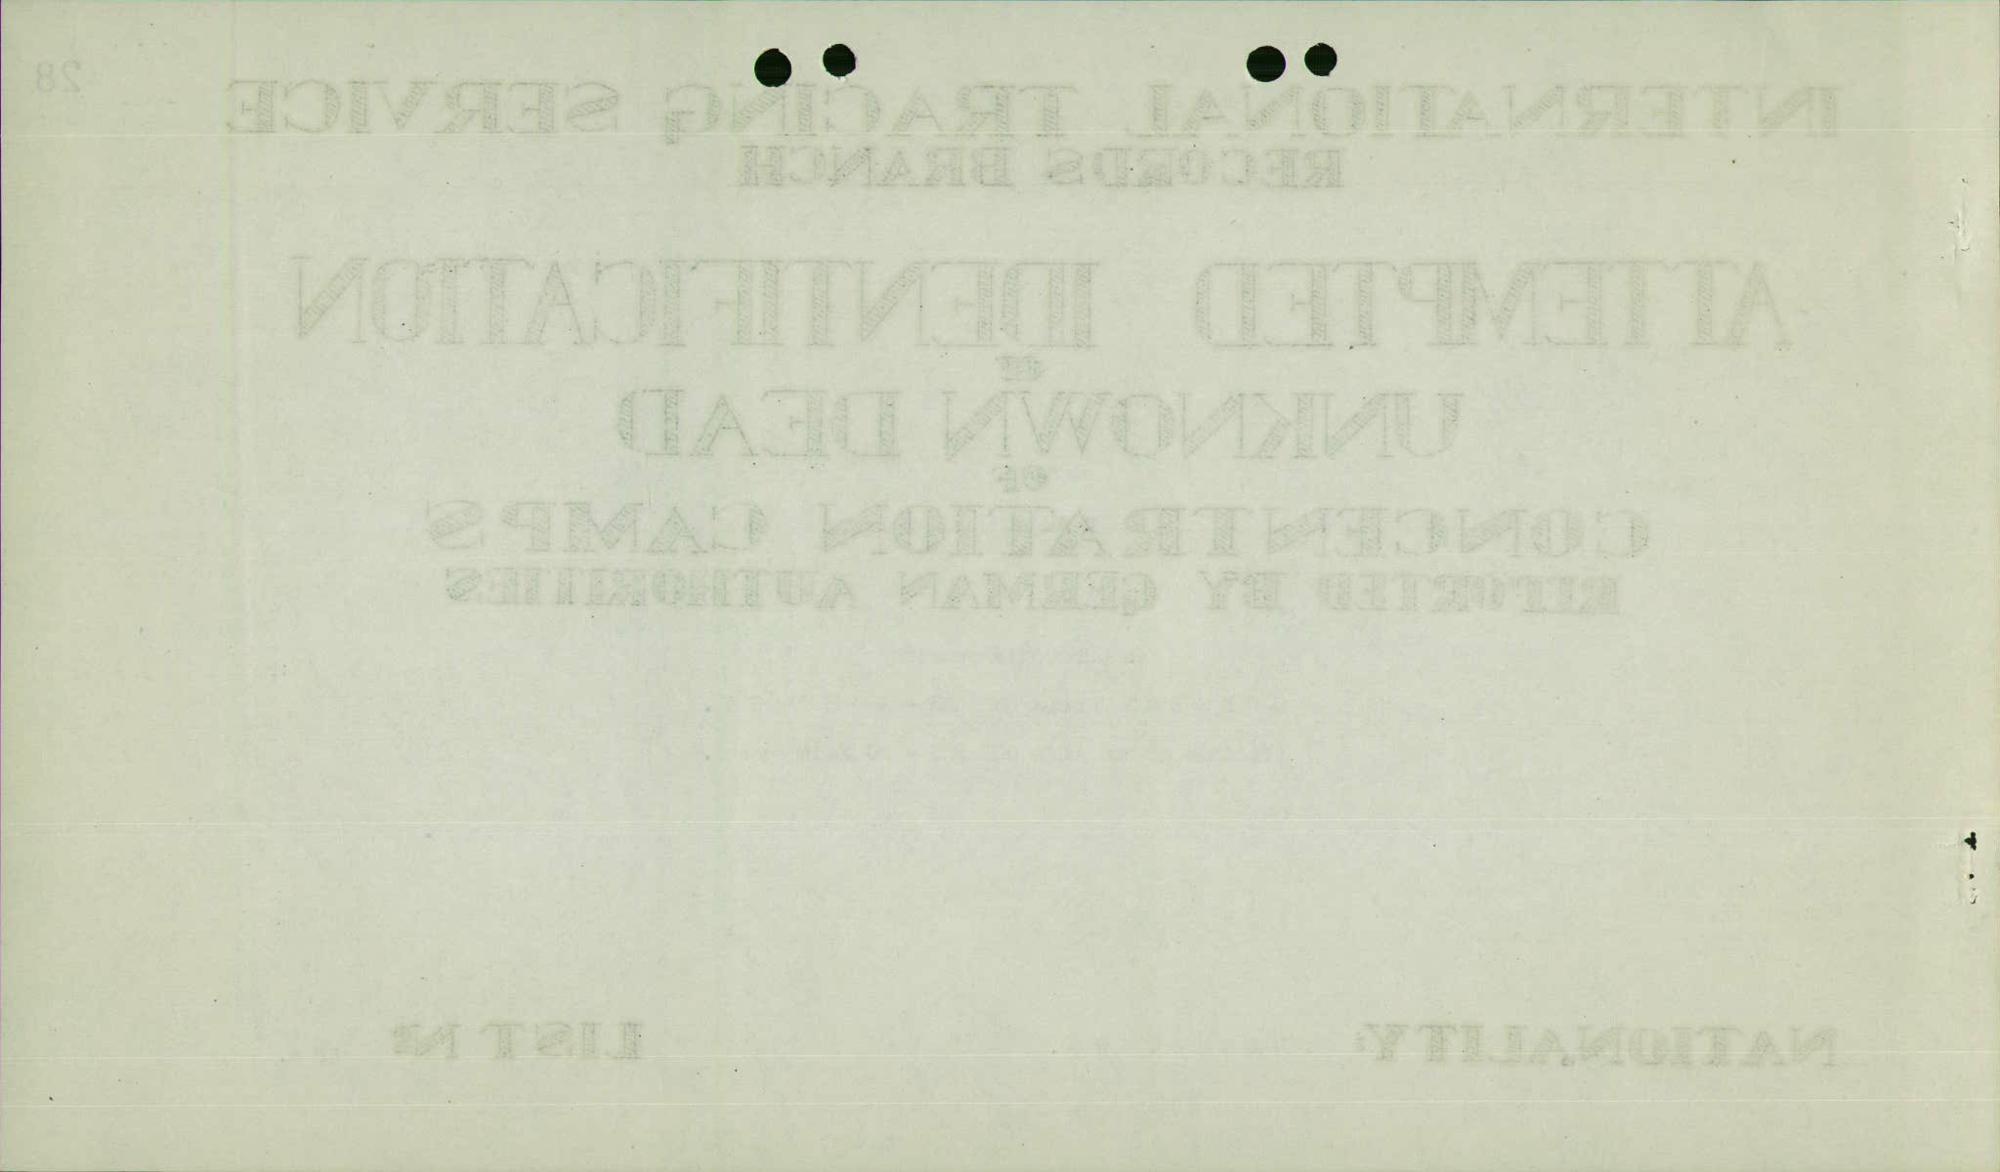 28
INTERNATIONAL TRACING SERVICE
RECORDS BRANCH
ATTEMPTED IDENTIFICATION
OF
UNKNOWN DEAD
OF
CONCENTRATION CAMPS
REPORTED BY GERMAN AUTHORITIES
NATIONALITY: LIST Nº